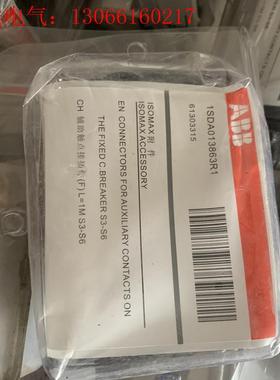 电气：13066160217
ABB
1SDA013863R1
61303315
ISOMAX 附 件
ISOMAX ACCESSORY
EN CONNECTORS FOR AUXILIARY CONTACTS ON
THE FIXED C.BREAKER S3-S6
CH 辅助触点接插件 (F) L=1M S3-S6